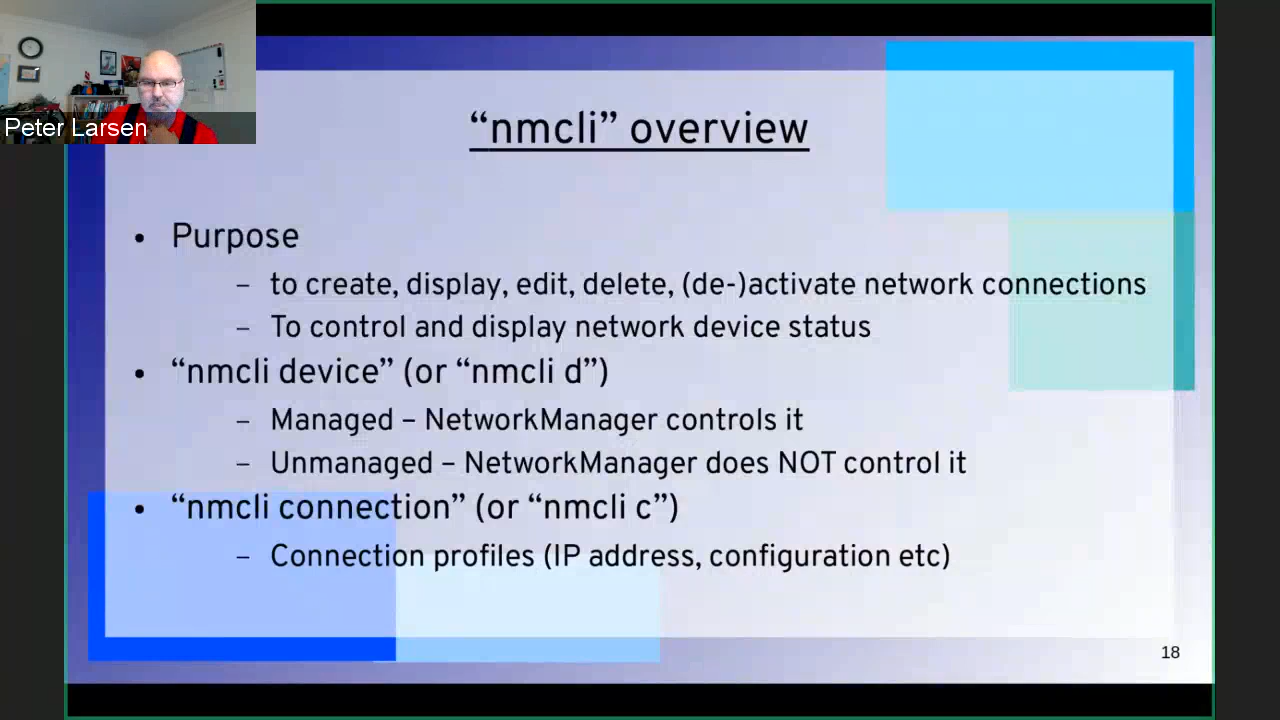 Peter Larsen
“nmcli” overview
• Purpose
– to create, display, edit, delete, (de-)activate network connections
– To control and display network device status
• “nmcli device” (or “nmcli d”)
– Managed – NetworkManager controls it
– Unmanaged – NetworkManager does NOT control it
• “nmcli connection” (or “nmcli c”)
– Connection profiles (IP address, configuration etc)
18